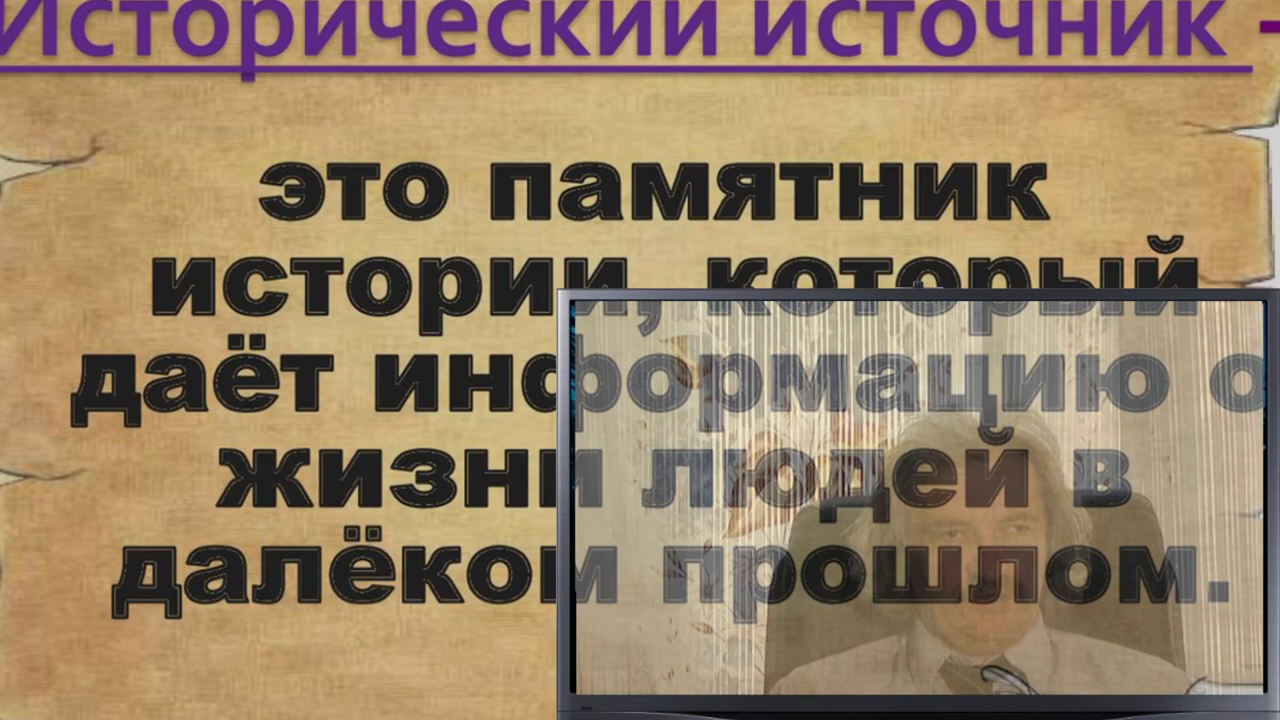 Исторический источник -
это памятник
истории, который
даёт информацию о
жизни людей в
далёком прошлом.